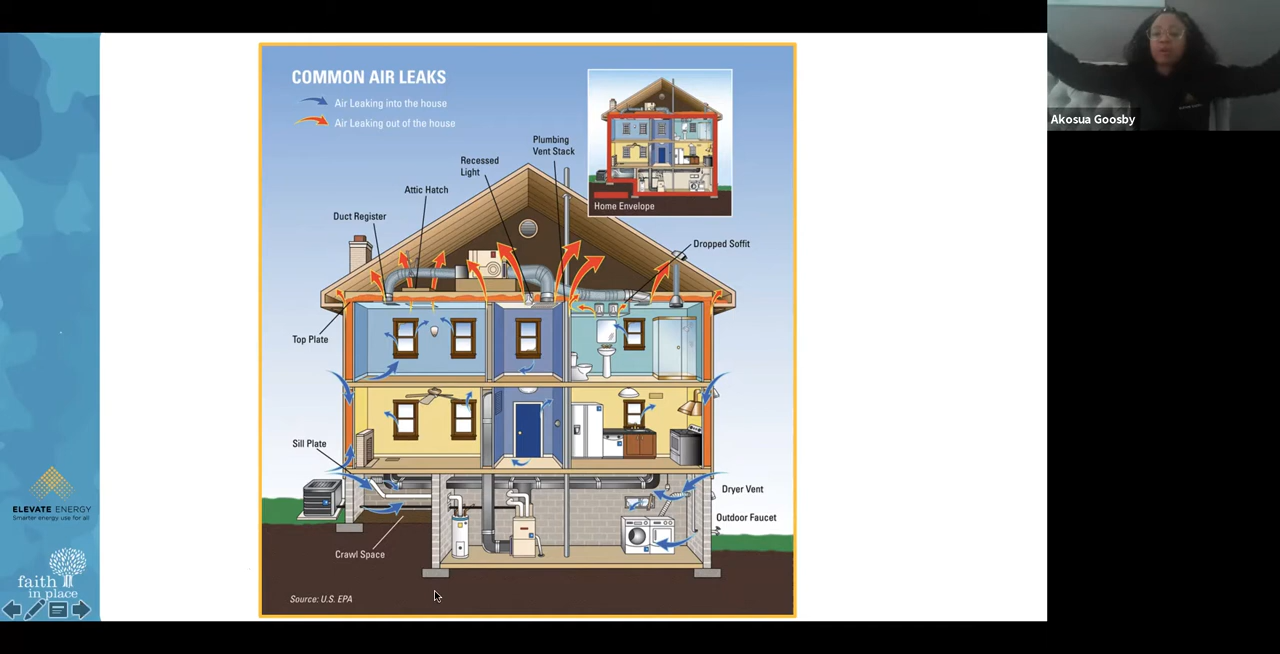 COMMON AIR LEAKS
Air Leaking into the house
Air Leaking out of the house
Plumbing
Vent Stack
Recessed
Light
Attic Hatch
Duct Register
Home Envelope
Dropped Soffit
Top Plate
Sill Plate
Dryer Vent
Outdoor Faucet
Crawl Space
Source: U.S. EPA
ELEVATE ENERGY
Smarter energy use for all
faith
in place
Akosua Goosby